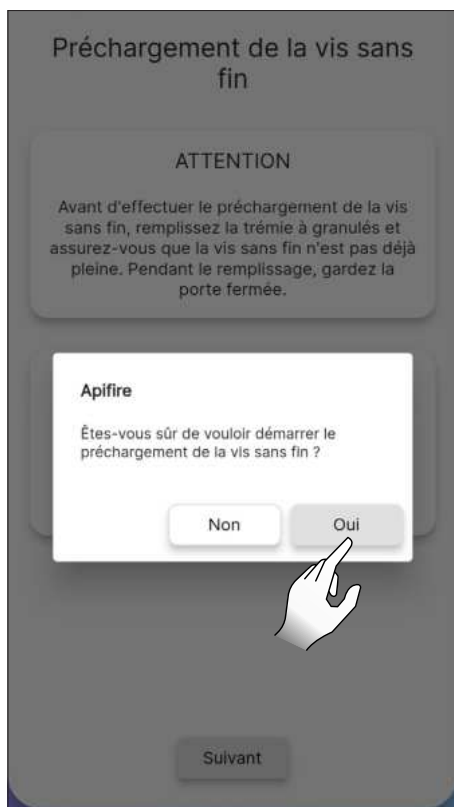 Préchargement de la vis sans
fin
ATTENTION
Avant d'effectuer le préchargement de la vis
sans fin, remplissez la trémie à granulés et
assurez-vous que la vis sans fin n'est pas déjà
pleine. Pendant le remplissage, gardez la
porte fermée.
Apifire
Êtes-vous sûr de vouloir démarrer le
préchargement de la vis sans fin ?
Non
Oui
Suivant